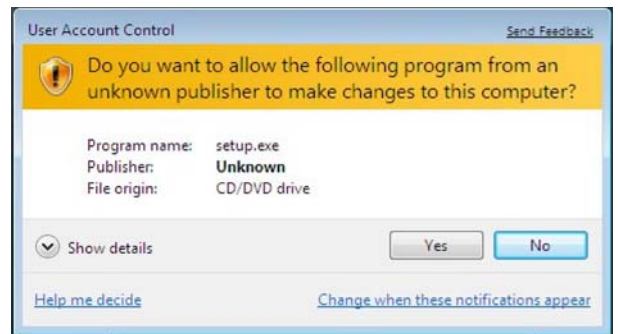 User Account Control
Send Feedback
Do you want to allow the following program from an
unknown publisher to make changes to this computer?
Program name: setup.exe
Publisher: Unknown
File origin: CD/DVD drive
Show details
Yes
No
Help me decide
Change when these notifications appear